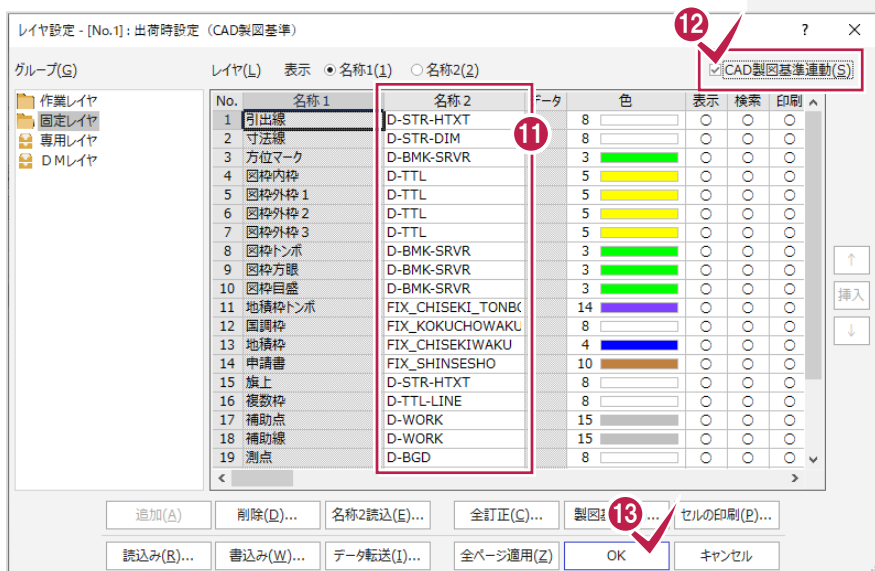 レイヤ設定 - [No.1] : 出荷時設定 （CAD製図基準） ? ×
⑫
グループ(G) レイヤ(L) 表示 名称1(1) 名称2(2) CAD製図基準連動(S)
作業レイヤ
固定レイヤ
専用レイヤ
ＤＭレイヤ
No. 名称１ 名称２ データ 色 表示 検索 印刷
⑪
1 引出線 D-STR-HTXT 8 ○ ○ ○
2 寸法線 D-STR-DIM 8 ○ ○ ○
3 方位マーク D-BMK-SRVR 3 ○ ○ ○
4 図枠内枠 D-TTL 5 ○ ○ ○
5 図枠外枠１ D-TTL 5 ○ ○ ○
6 図枠外枠２ D-TTL 5 ○ ○ ○
7 図枠外枠３ D-TTL 5 ○ ○ ○
8 図枠トンボ D-BMK-SRVR 3 ○ ○ ○
9 図枠方眼 D-BMK-SRVR 3 ○ ○ ○
10 図枠目盛 D-BMK-SRVR 3 ○ ○ ○
11 地積枠トンボ FIX_CHISEKI_TONBO 14 ○ ○ ○
12 国調枠 FIX_KOKUCHOWAKU 8 ○ ○ ○
13 地積枠 FIX_CHISEKIWAKU 4 ○ ○ ○
14 申請書 FIX_SHINSESHO 10 ○ ○ ○
15 旗上 D-STR-HTXT 8 ○ ○ ○
16 複数枠 D-TTL-LINE 8 ○ ○ ○
17 補助点 D-WORK 15 ○ ○ ○
18 補助線 D-WORK 15 ○ ○ ○
19 測点 D-BGD 8 ○ ○ ○
↑
挿入
↓
追加(A) 削除(D)... 名称2読込(E)... 全訂正(C)... 製図 ... セルの印刷(P)...
⑬
読込み(R)... 書込み(W)... データ転送(I)... 全ページ適用(Z) OK キャンセル